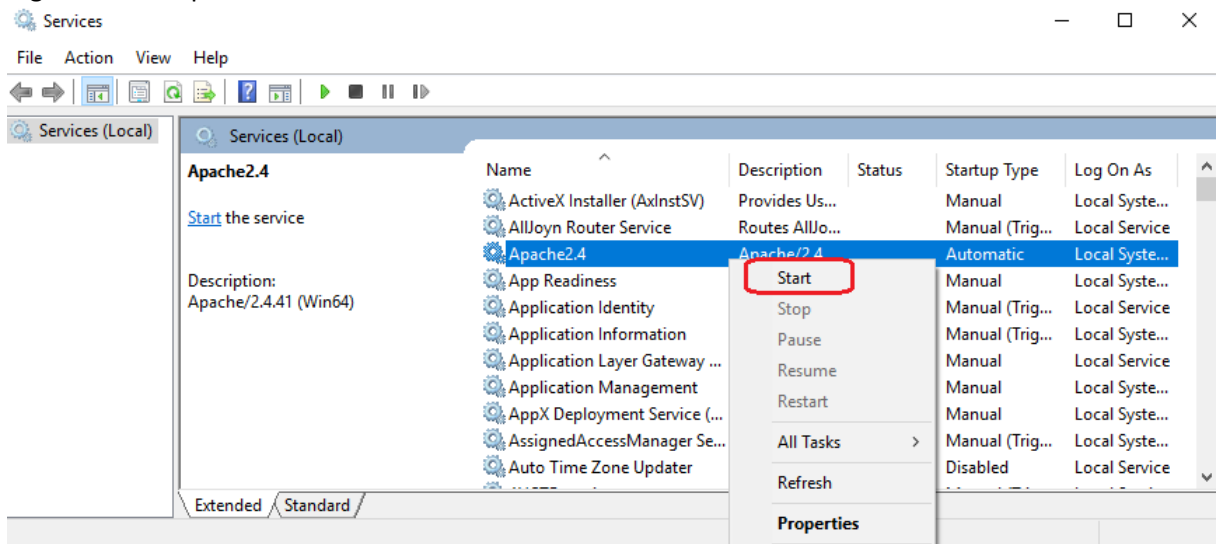 Services
File Action View Help
Services (Local)
Services (Local)
Apache2.4
Start the service
Description:
Apache/2.4.41 (Win64)
Name Description Status Startup Type Log On As
ActiveX Installer (AxInstSV) Provides Us... Manual Local Syste...
AllJoyn Router Service Routes AllJo... Manual (Trig... Local Service
Apache2.4 Apache/2.4 Automatic Local Syste...
App Readiness Manual Local Syste...
Application Identity Manual (Trig... Local Service
Application Information Manual (Trig... Local Syste...
Application Layer Gateway ... Manual Local Service
Application Management Manual Local Syste...
AppX Deployment Service (... Manual Local Syste...
AssignedAccessManager Se... Manual (Trig... Local Syste...
Auto Time Zone Updater Disabled Local Service
Start
Stop
Pause
Resume
Restart
All Tasks
Refresh
Properties
Extended Standard